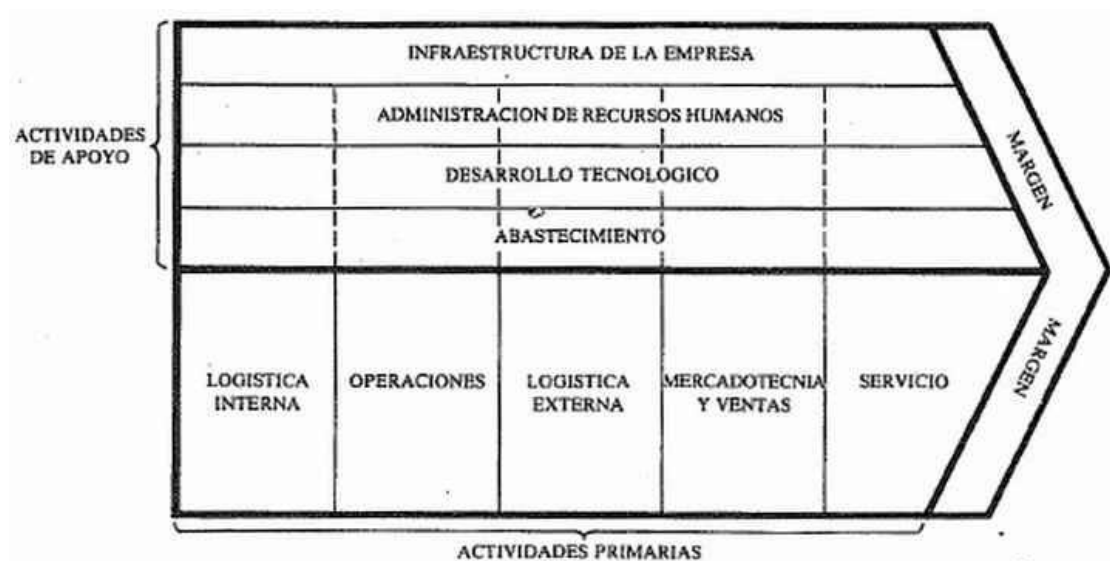 INFRAESTRUCTURA DE LA EMPRESA
ADMINISTRACION DE RECURSOS HUMANOS
ACTIVIDADES
DE APOYO
DESARROLLO TECNOLOGICO
ABASTECIMIENTO
MARGEN
LOGISTICA
INTERNA
OPERACIONES
LOGISTICA
EXTERNA
MERCADOTECNIA
Y VENTAS
SERVICIO
MARGEN
ACTIVIDADES PRIMARIAS